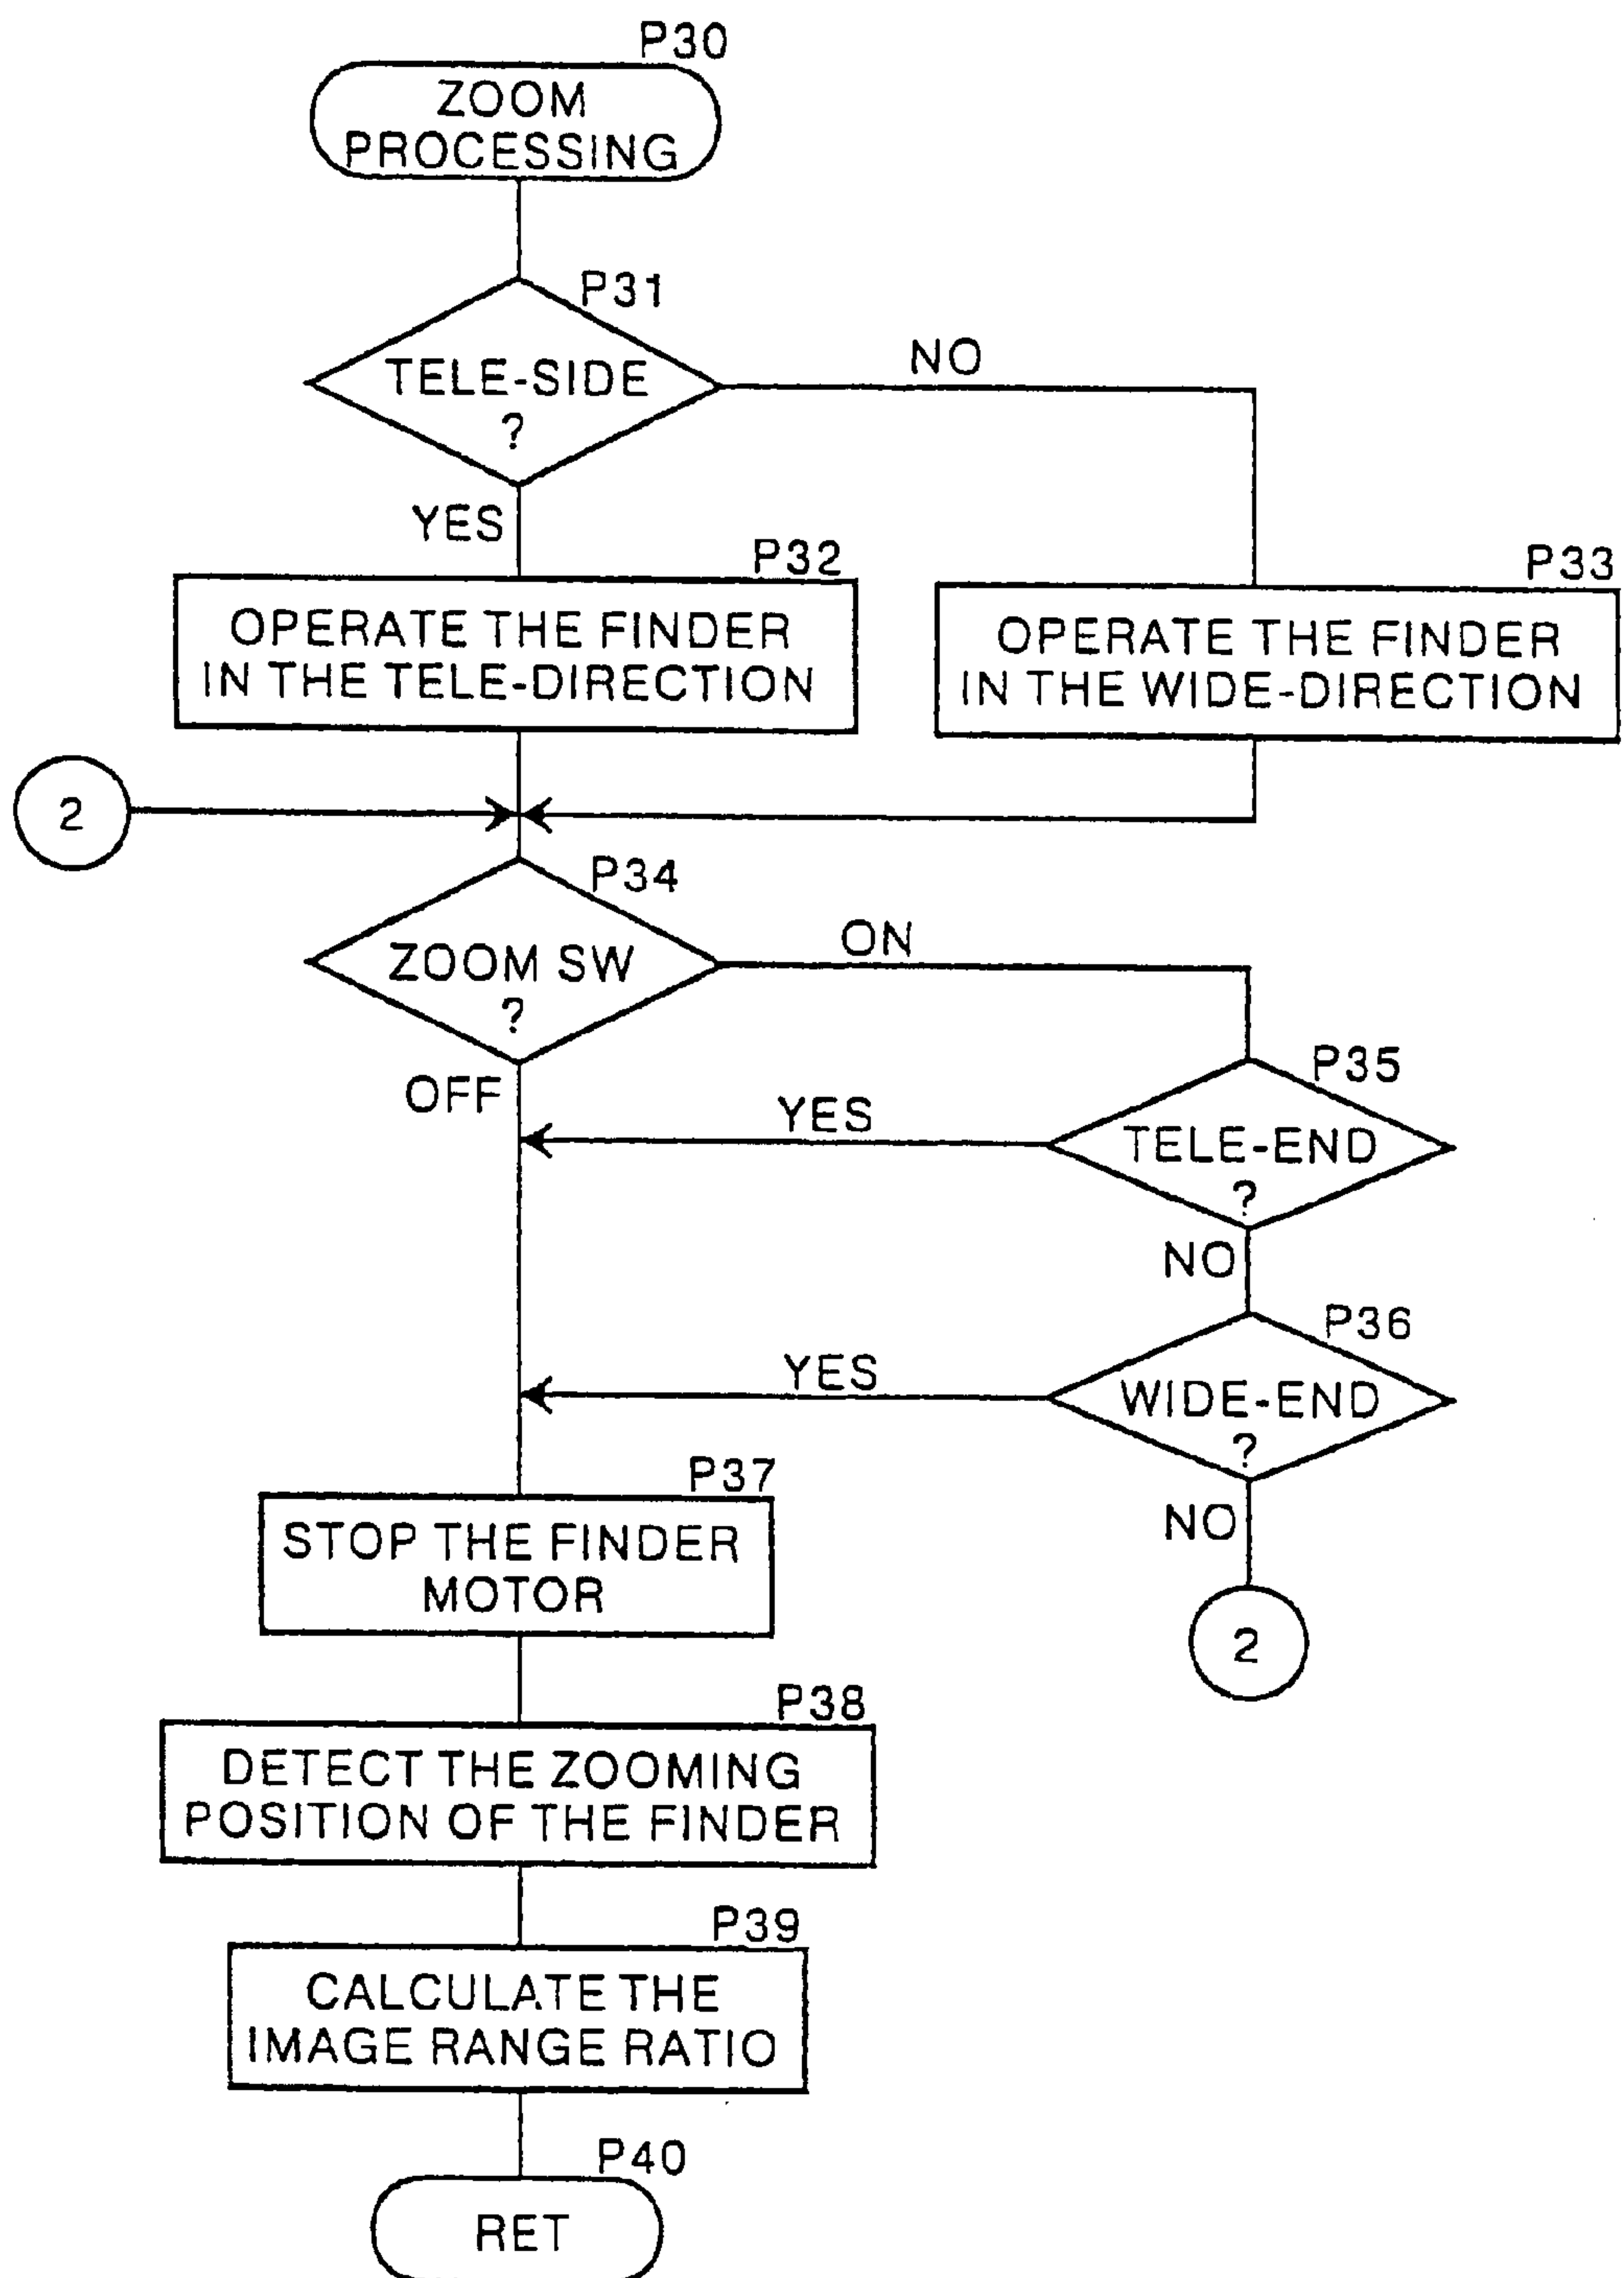 P30
ZOOM
PROCESSING
P31
TELE-SIDE
?
NO
YES
P32
OPERATE THE FINDER
IN THE TELE-DIRECTION
P33
OPERATE THE FINDER
IN THE WIDE-DIRECTION
2
P34
ZOOM SW
?
ON
OFF
P35
TELE-END
?
YES
NO
P36
WIDE-END
?
YES
NO
2
P37
STOP THE FINDER
MOTOR
P38
DETECT THE ZOOMING
POSITION OF THE FINDER
P39
CALCULATE THE
IMAGE RANGE RATIO
P40
RET